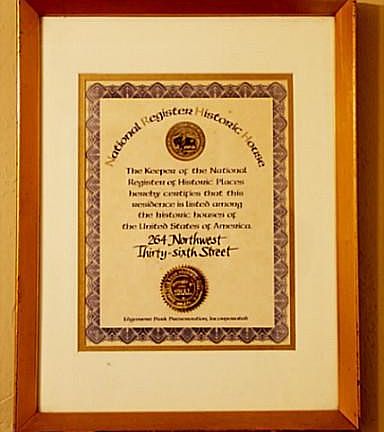 National Register Historic House
The Keeper of the National
Register of Historic Places
hereby certifies that this
residence is listed among
the historic houses of
the United States of America.
264 Northwest
Thirty-sixth Street
Edgemere Park Preservation, Incorporated